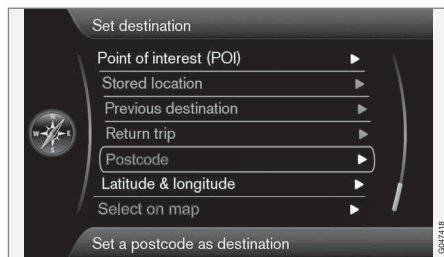 Set destination
Point of interest (POI)
Stored location
Previous destination
Return trip
Postcode
Latitude & longitude
Select on map
Set a postcode as destination
N
W
E
S
G047418